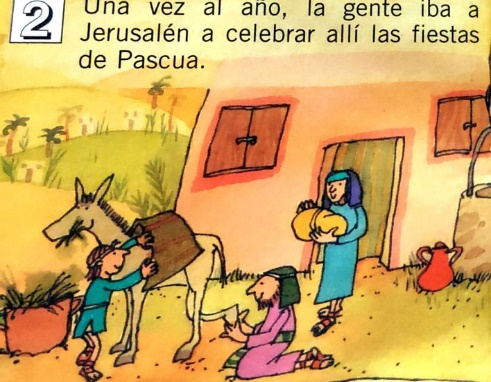 2
Una vez al año, la gente iba a
Jerusalén a celebrar allí las fiestas
de Pascua.